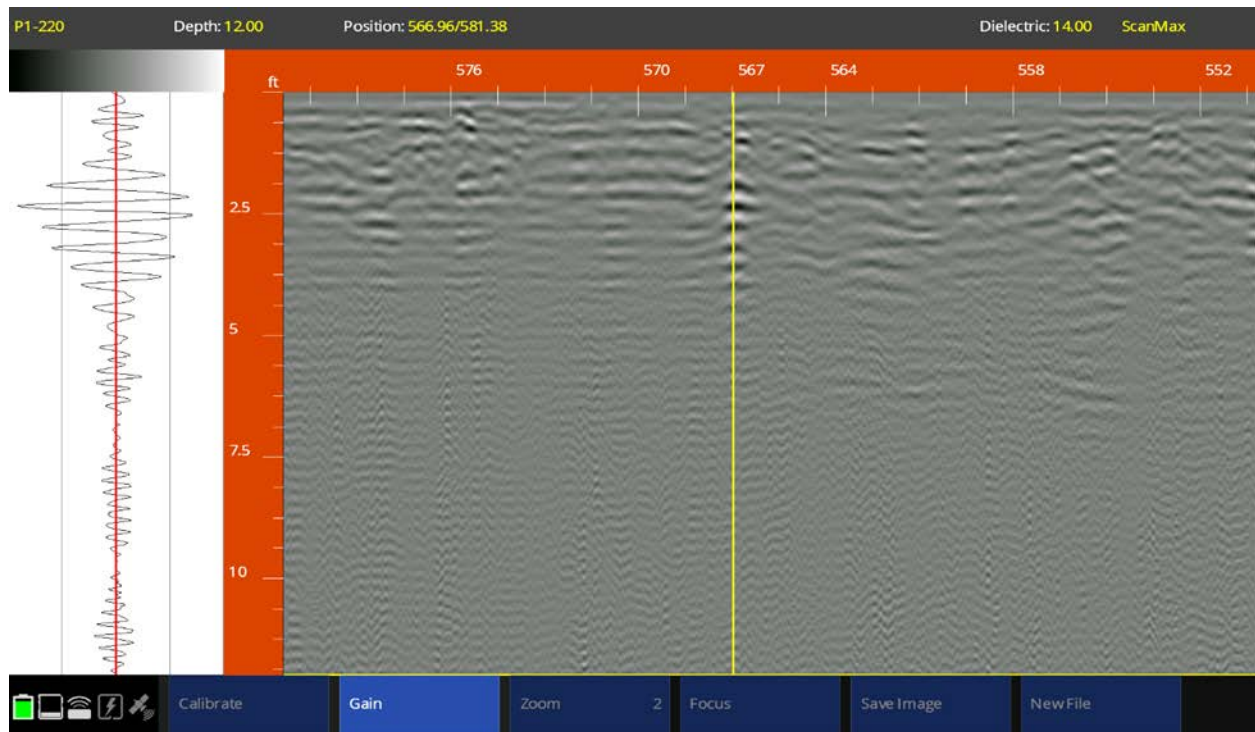 P1-220 Depth: 12.00 Position: 566.96/581.38 Dielectric: 14.00 ScanMax
ft 576 570 567 564 558 552
2.5
5
7.5
10
Calibrate Gain Zoom 2 Focus Save Image New File